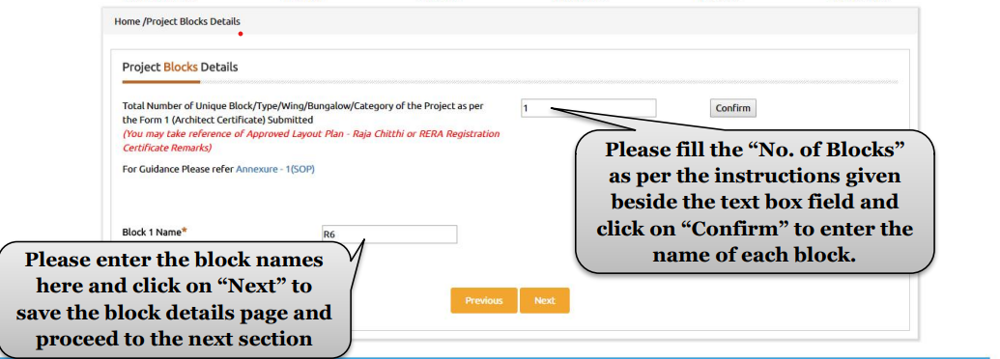 Home /Project Blocks Details
Project Blocks Details
Total Number of Unique Block/Type/Wing/Bungalow/Category of the Project as per
the Form 1 (Architect Certificate) Submitted
(You may take reference of Approved Layout Plan - Raja Chitthi or RERA Registration
Certificate Remarks)
1
Confirm
For Guidance Please refer Annexure - 1(SOP)
Please fill the “No. of Blocks”
as per the instructions given
beside the text box field and
click on “Confirm” to enter the
name of each block.
Block 1 Name*
R6
Please enter the block names
here and click on “Next” to
save the block details page and
proceed to the next section
Previous
Next